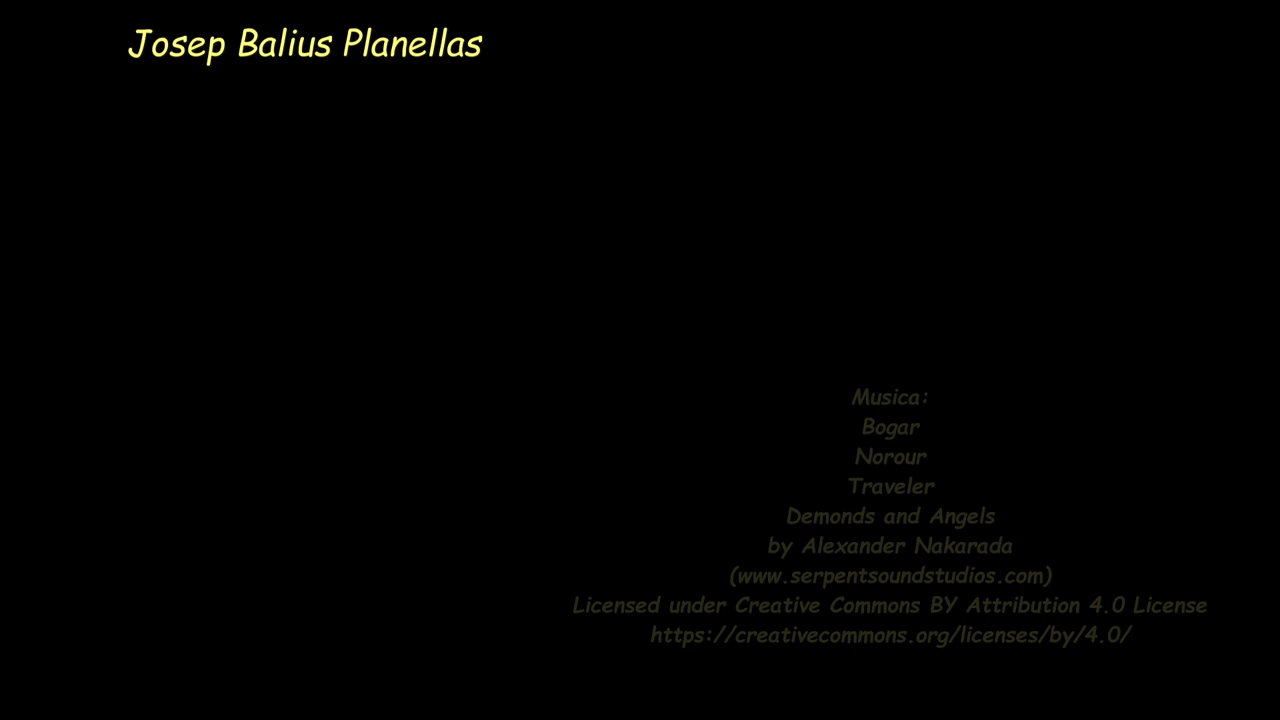 Josep Balius Planellas
Musica:
Bogar
Norour
Traveler
Demonds and Angels
by Alexander Nakarada
(www.serpentsoundstudios.com)
Licensed under Creative Commons BY Attribution 4.0 License
https://creativecommons.org/licenses/by/4.0/